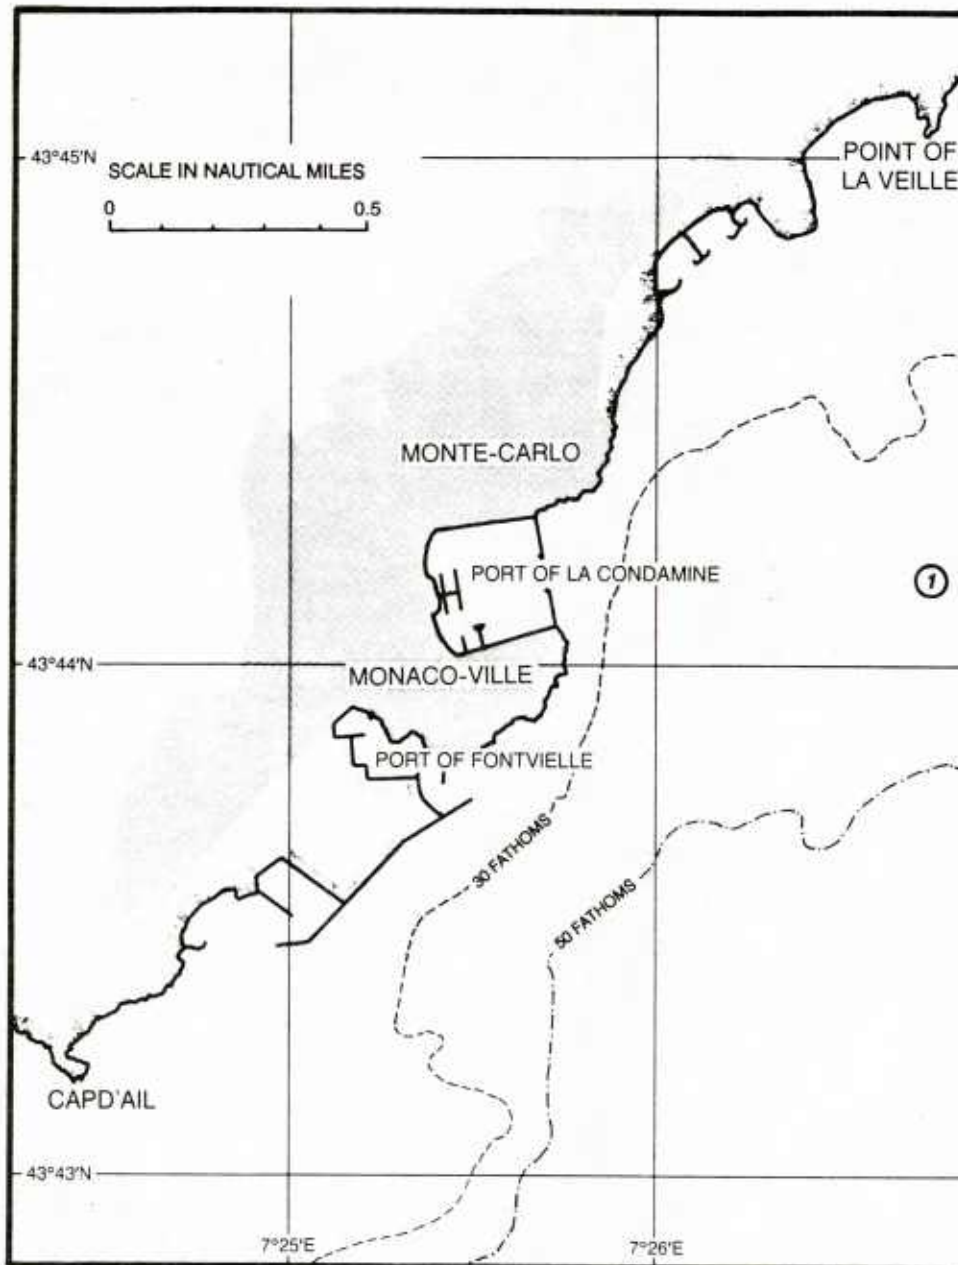 43°45'N
POINT OF
LA VEILLE
SCALE IN NAUTICAL MILES
0 0.5
MONTE-CARLO
PORT OF LA CONDAMINE
1
43°44'N
MONACO-VILLE
PORT OF FONTVIELLE
30 FATHOMS
50 FATHOMS
CAPD'AIL
43°43'N
7°25'E
7°26'E